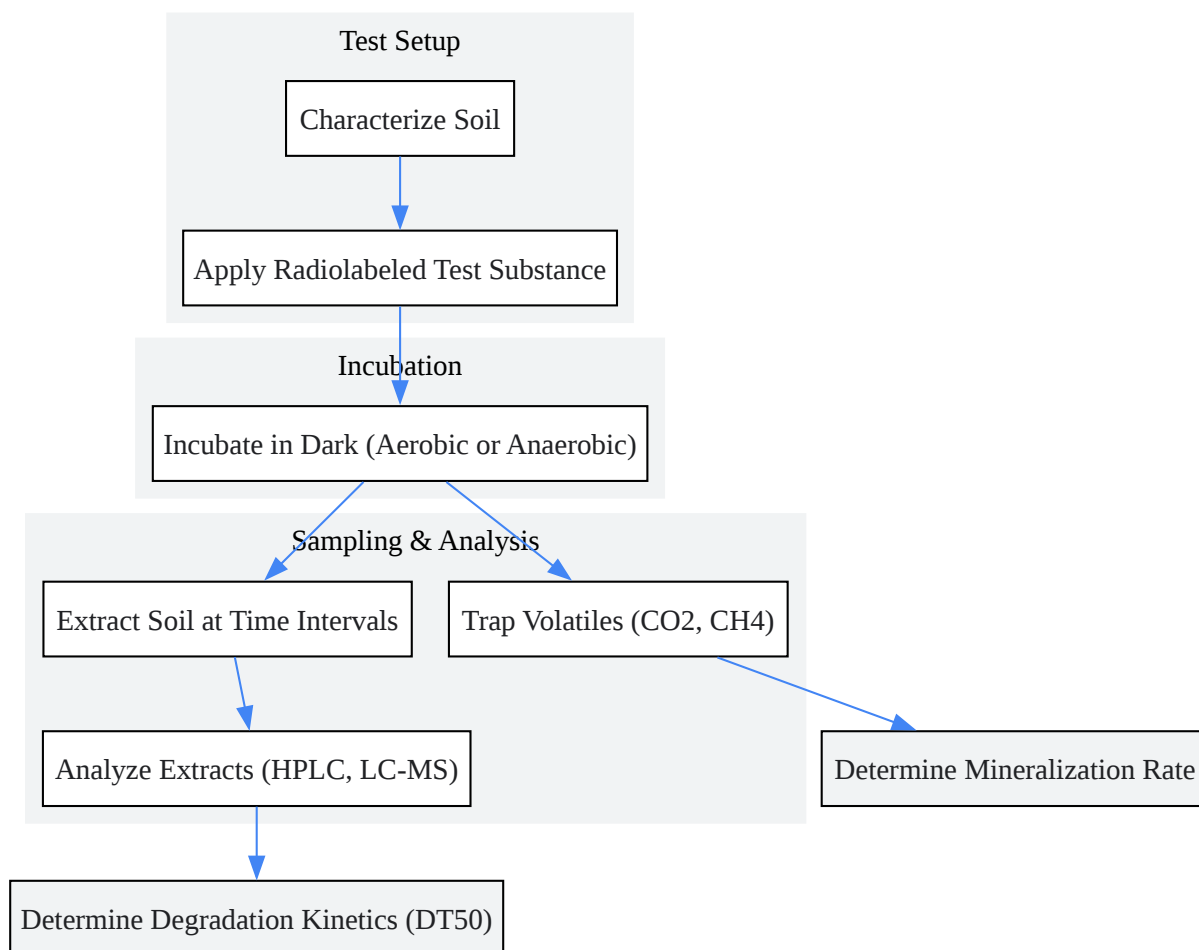 Test Setup
Characterize Soil
Apply Radiolabeled Test Substance
Incubation
Incubate in Dark (Aerobic or Anaerobic)
Sampling & Analysis
Extract Soil at Time Intervals
Trap Volatiles (CO2, CH4)
Analyze Extracts (HPLC, LC-MS)
Determine Mineralization Rate
Determine Degradation Kinetics (DT50)